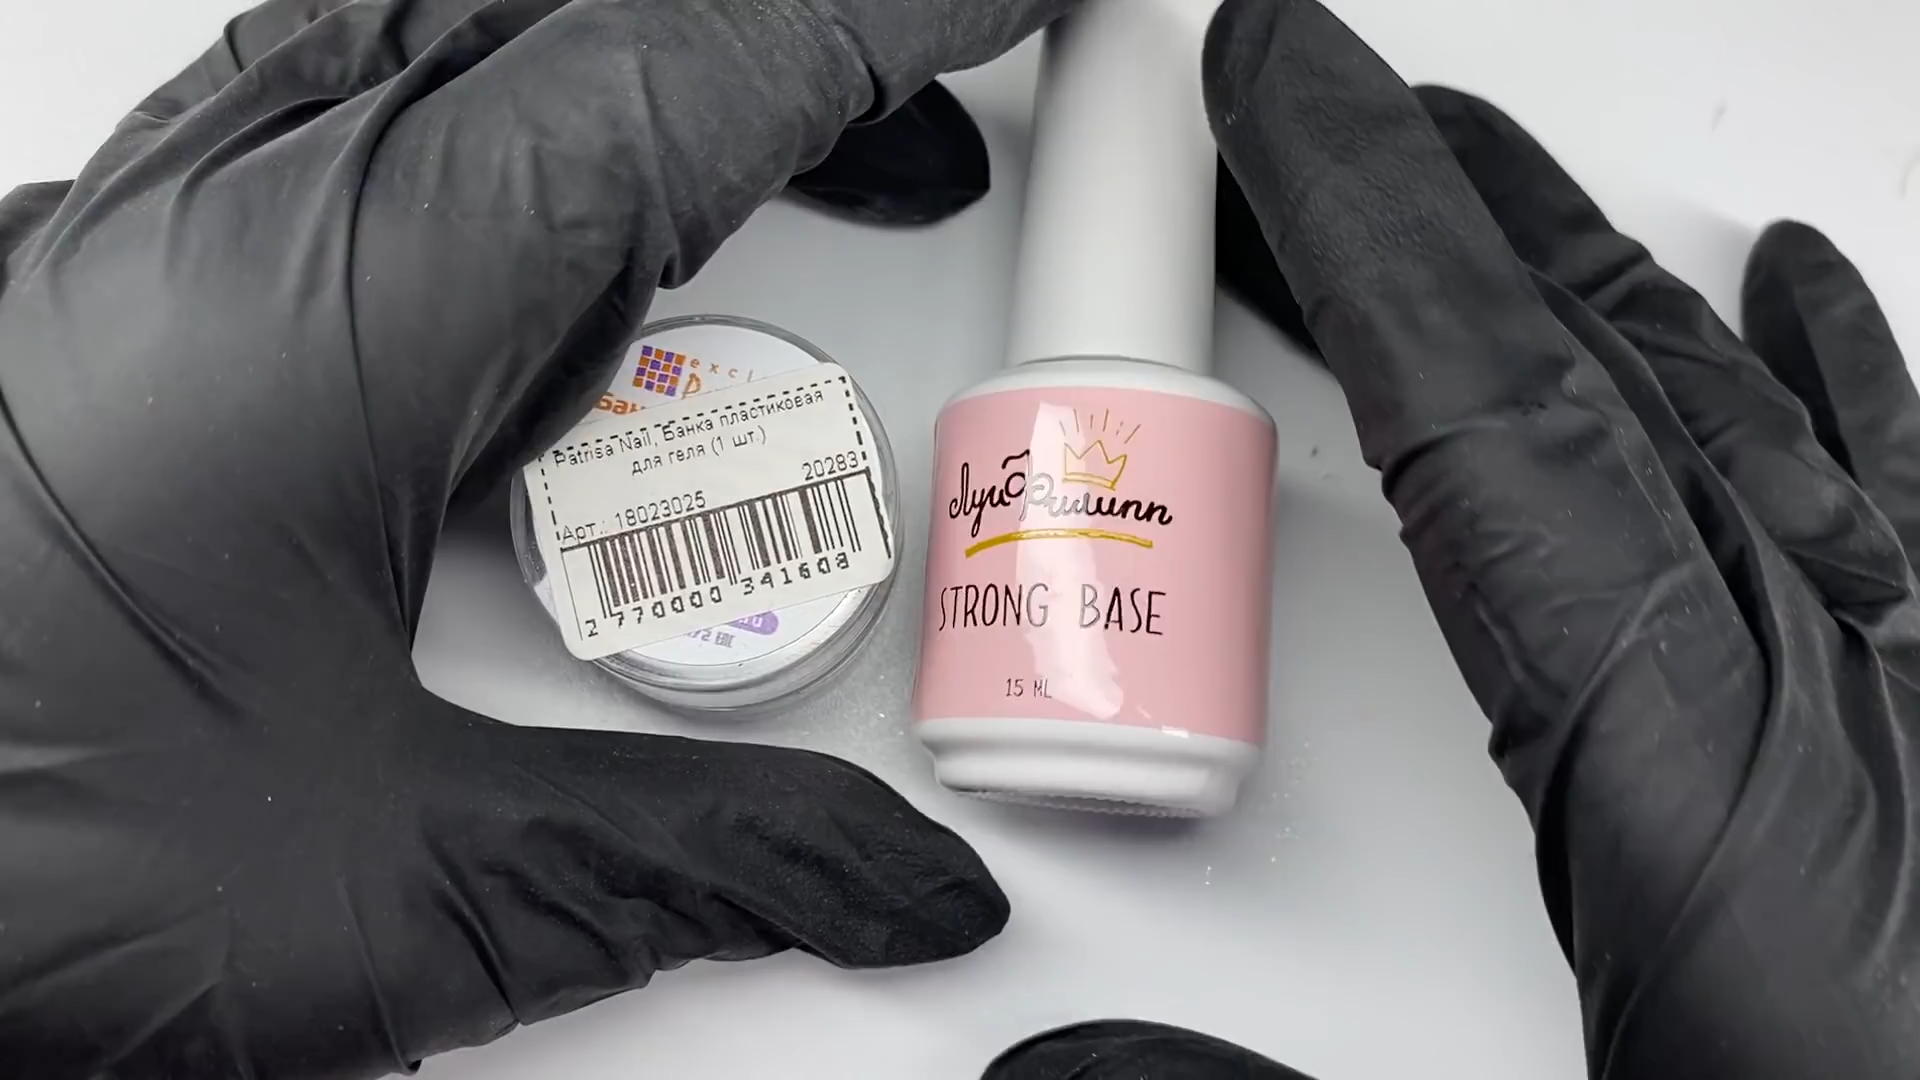 excl
Patrisa Nail, Банка пластиковая
для геля (1 шт.)
20283
Арт.: 18023025
2 770000 341608
ЛуиФилипп
STRONG BASE
15 ML